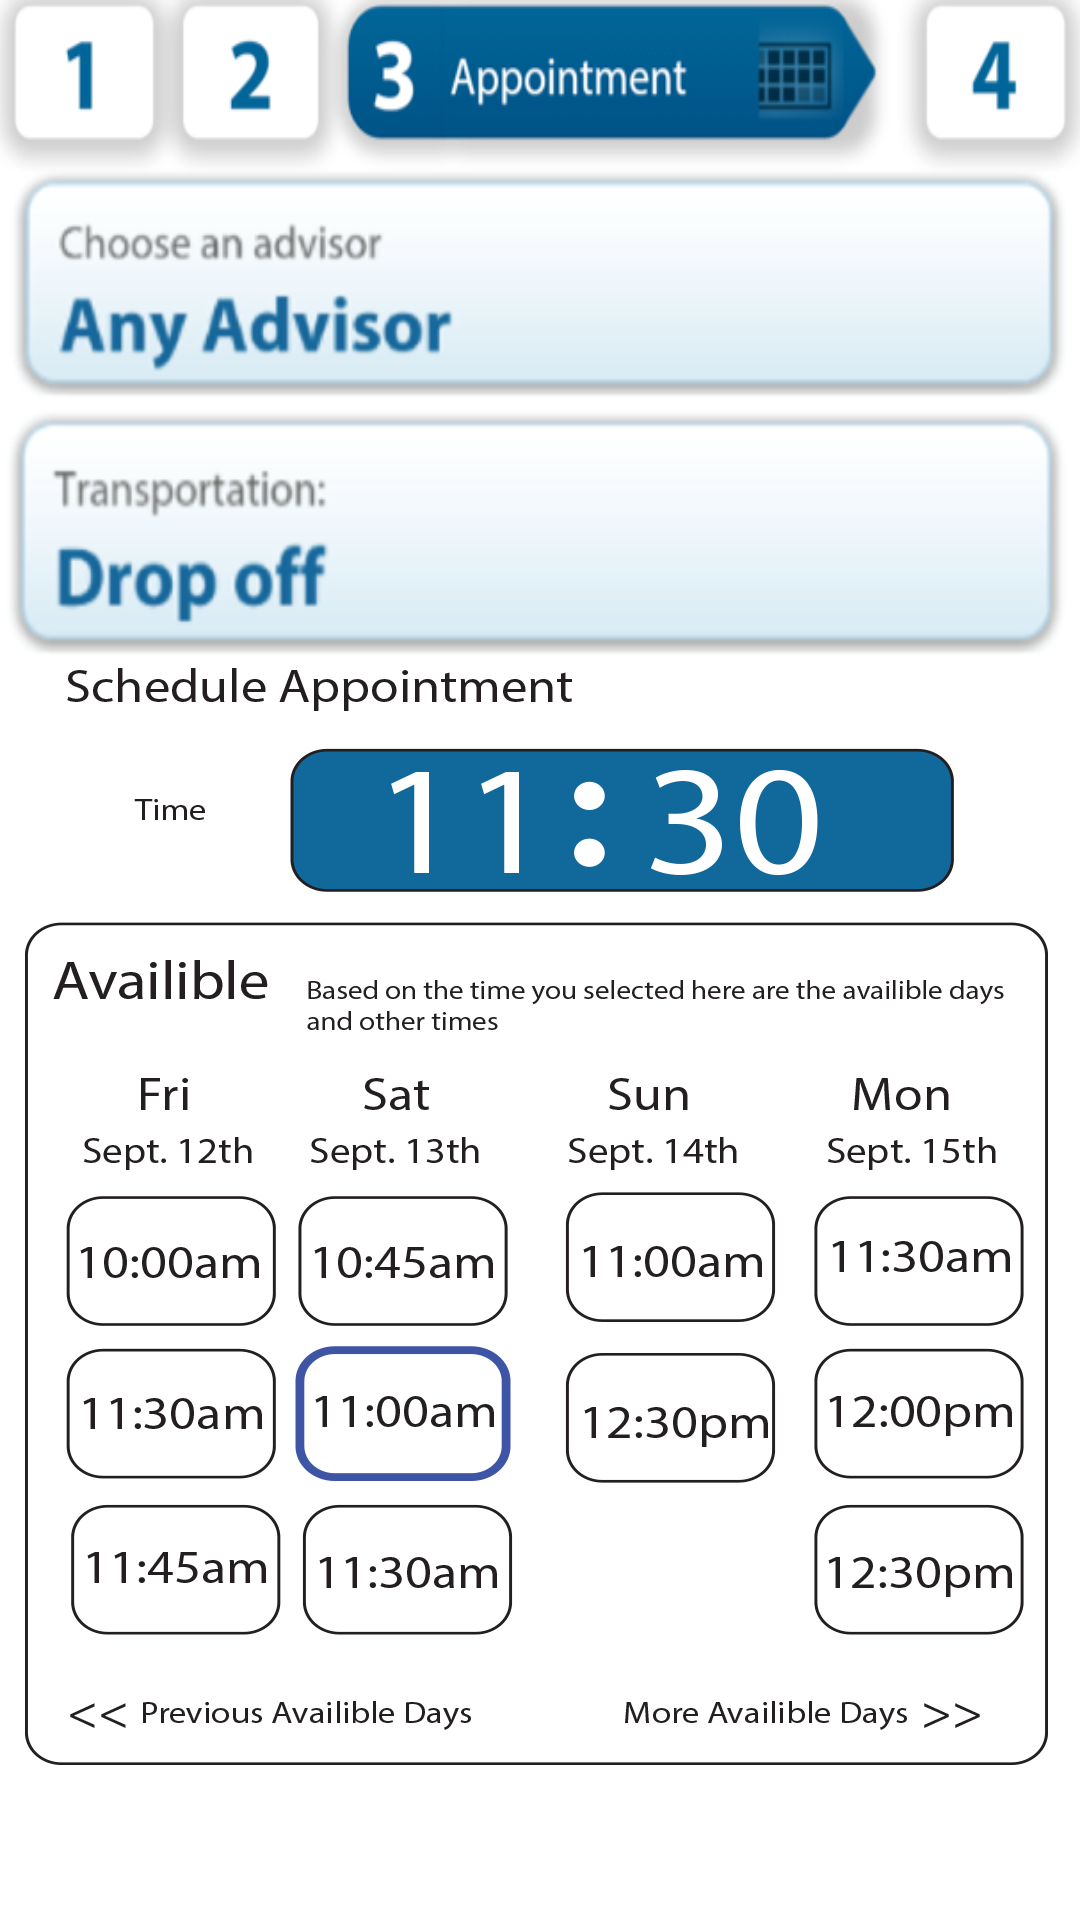 1 2 3 Appointment 4
Choose an advisor
Any Advisor
Transportation:
Drop off
Schedule Appointment
Time 11:30
Availible
Based on the time you selected here are the availible days
and other times
Fri Sat Sun Mon
Sept. 12th Sept. 13th Sept. 14th Sept. 15th
10:00am 10:45am 11:00am 11:30am
11:30am 11:00am 12:30pm 12:00pm
11:45am 11:30am 12:30pm
<< Previous Availible Days More Availible Days >>